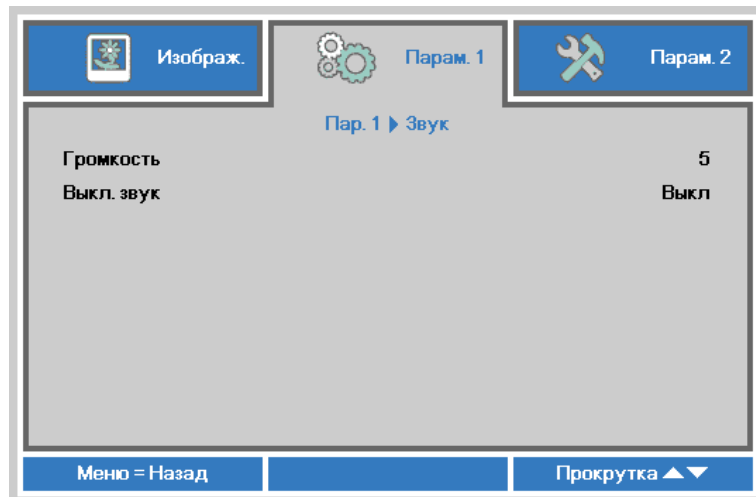 Изображ.
Парам. 1
Парам. 2
Пар. 1 ▶ Звук
Громкость 5
Выкл. звук Выкл
Меню = Назад
Прокрутка ▲▼